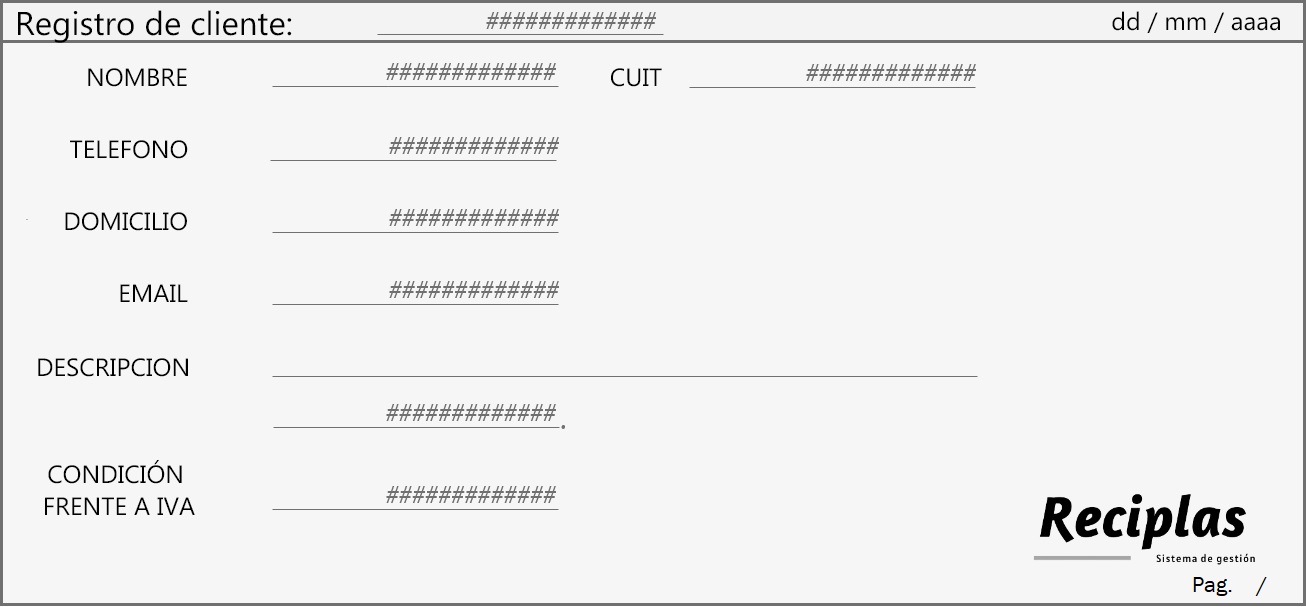 Registro de cliente: ############# dd / mm / aaaa
NOMBRE ############# CUIT #############
TELEFONO #############
DOMICILIO #############
EMAIL #############
DESCRIPCION
#############.
CONDICIÓN
FRENTE A IVA #############
Reciplas
Sistema de gestión
Pag. /